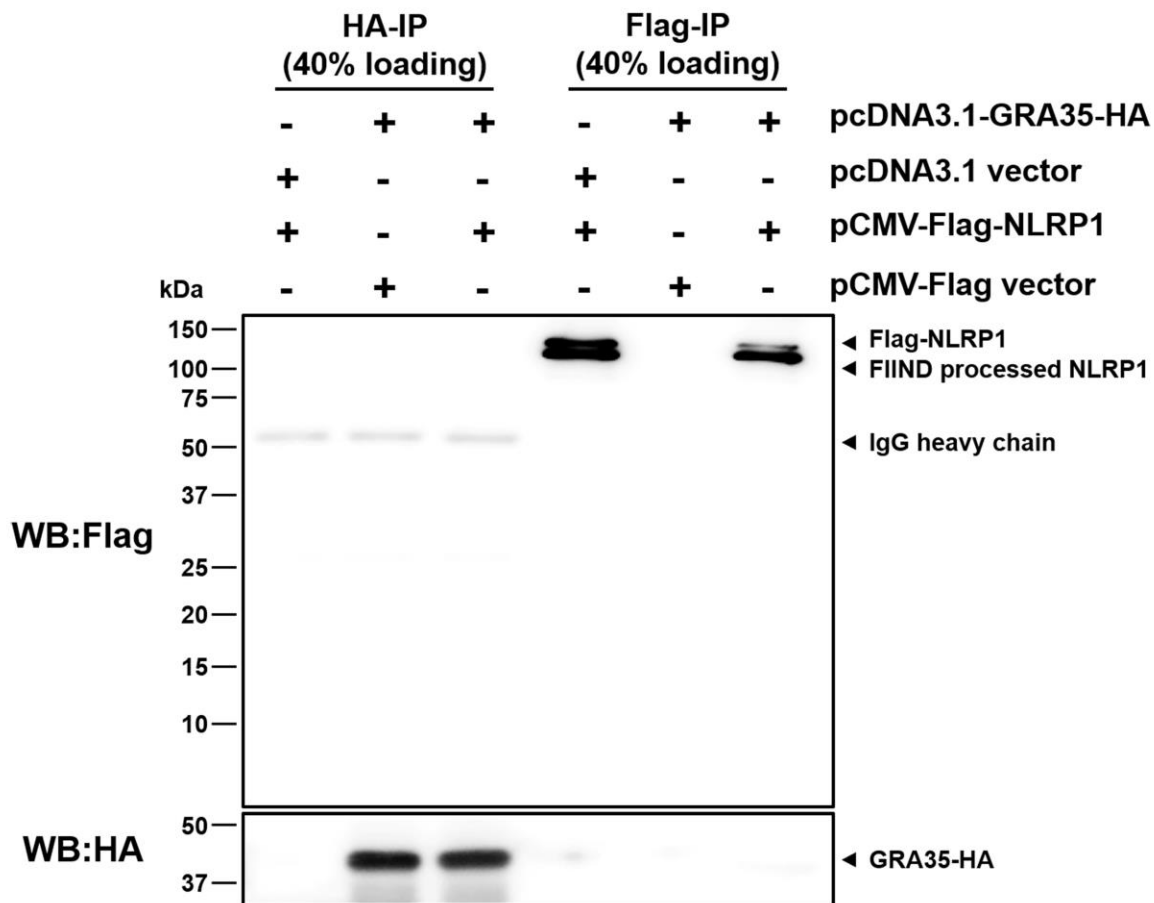 HA-IP
(40% loading)
Flag-IP
(40% loading)
- + + - + + pcDNA3.1-GRA35-HA
+ - - + - - pcDNA3.1 vector
+ - + + - + pCMV-Flag-NLRP1
- + - - + - pCMV-Flag vector
kDa
150
Flag-NLRP1
100
FIIND processed NLRP1
75
50
IgG heavy chain
37
WB:Flag
25
20
15
10
50
WB:HA
GRA35-HA
37